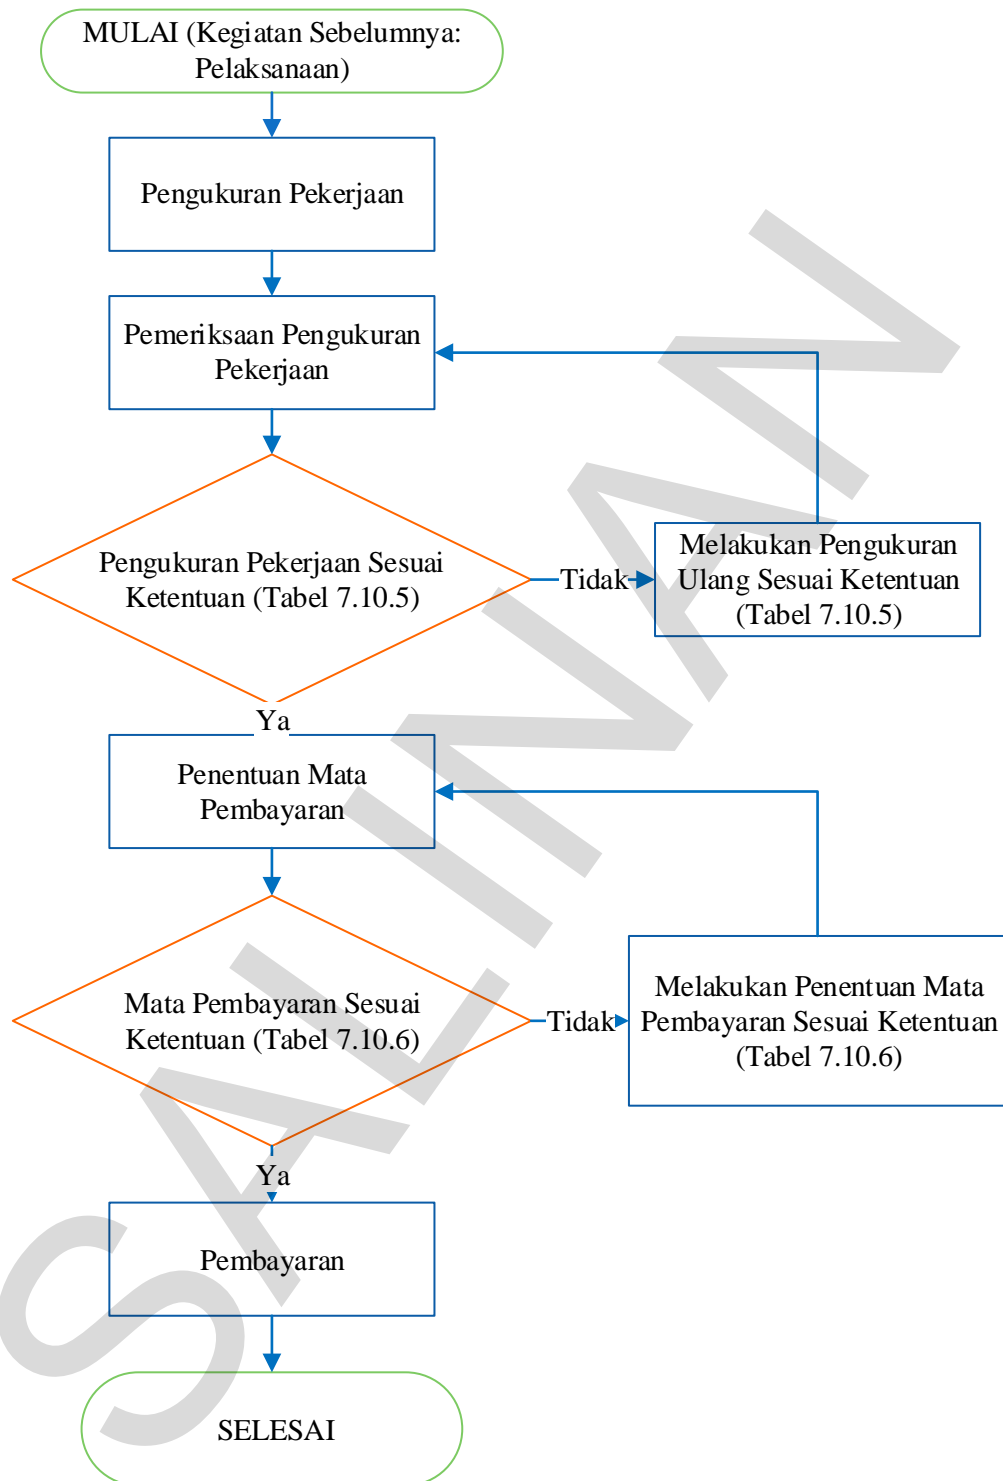 MULAI (Kegiatan Sebelumnya:
Pelaksanaan)
Pengukuran Pekerjaan
Pemeriksaan Pengukuran
Pekerjaan
Pengukuran Pekerjaan Sesuai
Ketentuan (Tabel 7.10.5)
Tidak
Melakukan Pengukuran
Ulang Sesuai Ketentuan
(Tabel 7.10.5)
Ya
Penentuan Mata
Pembayaran
Mata Pembayaran Sesuai
Ketentuan (Tabel 7.10.6)
Tidak
Melakukan Penentuan Mata
Pembayaran Sesuai Ketentuan
(Tabel 7.10.6)
Ya
Pembayaran
SELESAI
SALINAN